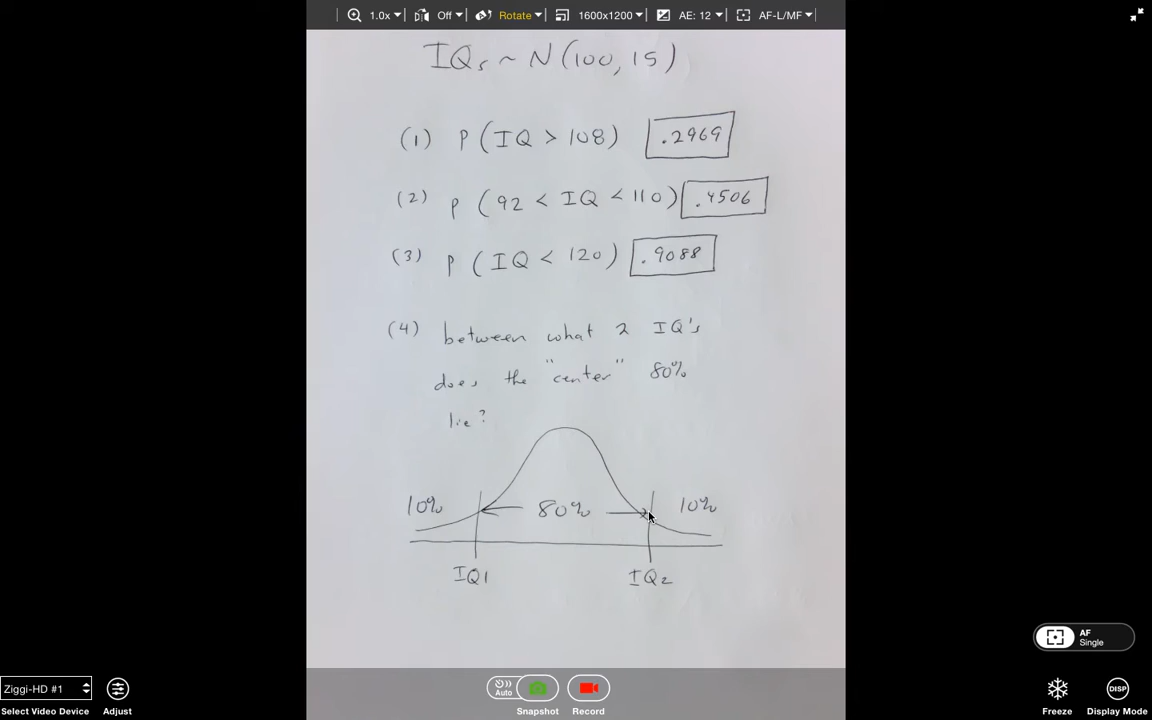 1.0x Off Rotate 1600x1200 AE: 12 AF-L/MF
IQs ~ N(100, 15)
(1) P(IQ > 108) .2969
(2) P(92 < IQ < 110) .4506
(3) P(IQ < 120) .9088
(4) between what 2 IQ's
does the "center" 80%
lie?
10% 80% 10%
IQ1 IQ2
AF
Single
Ziggi-HD #1
Select Video Device
Adjust
Auto
Snapshot
Record
Freeze
DISP
Display Mode